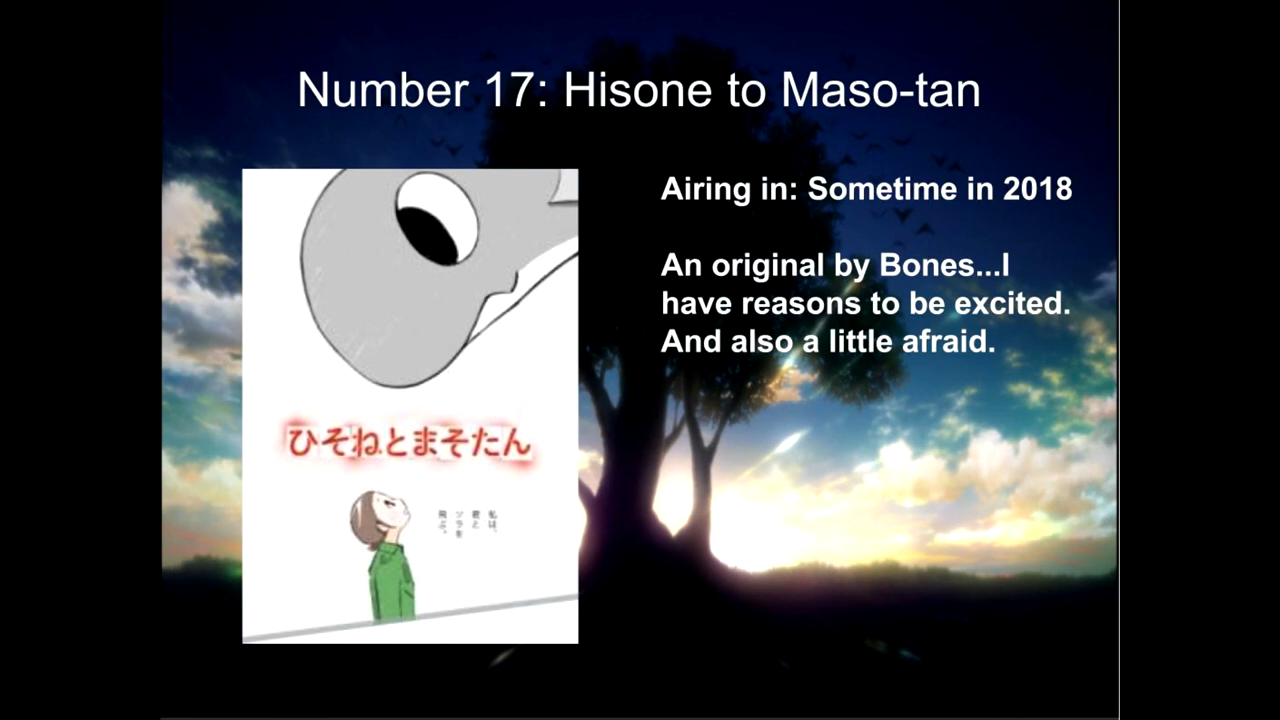 Number 17: Hisone to Maso-tan
Airing in: Sometime in 2018
An original by Bones...I
have reasons to be excited.
And also a little afraid.
ひそねとまそたん
私は、
君と
ソラを
飛ぶ。